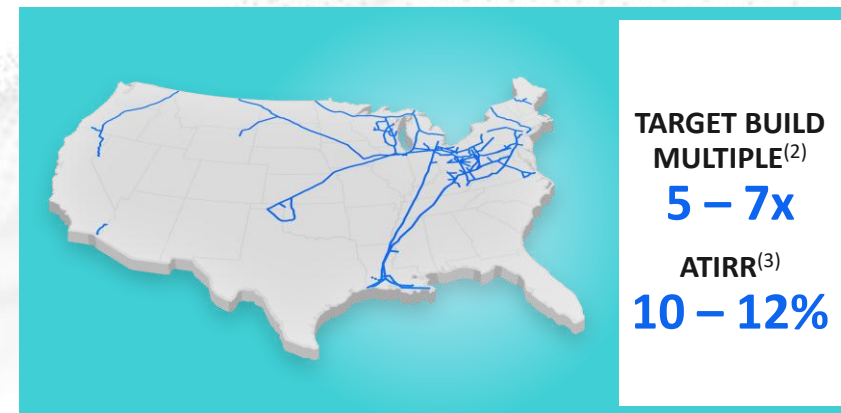 TARGET BUILD
MULTIPLE(2)
5 – 7x
ATIRR(3)
10 – 12%